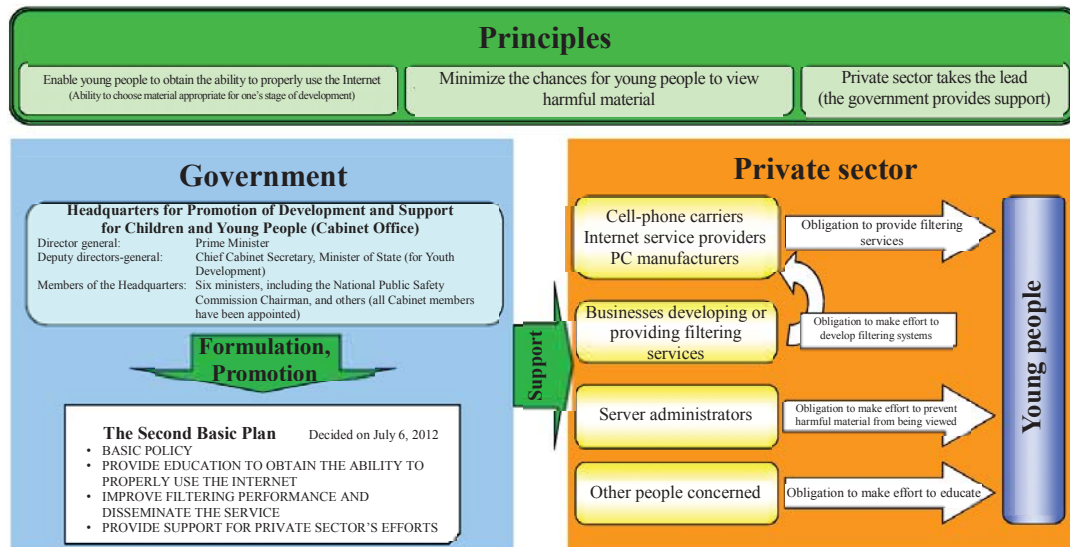 Principles
Enable young people to obtain the ability to properly use the Internet
(Ability to choose material appropriate for one's stage of development)
Minimize the chances for young people to view
harmful material
Private sector takes the lead
(the government provides support)
Government
Headquarters for Promotion of Development and Support
for Children and Young People (Cabinet Office)
Director general: Prime Minister
Deputy directors-general: Chief Cabinet Secretary, Minister of State (for Youth
Development)
Members of the Headquarters: Six ministers, including the National Public Safety
Commission Chairman, and others (all Cabinet members
have been appointed)
Formulation,
Promotion
The Second Basic Plan Decided on July 6, 2012
• BASIC POLICY
• PROVIDE EDUCATION TO OBTAIN THE ABILITY TO
PROPERLY USE THE INTERNET
• IMPROVE FILTERING PERFORMANCE AND
DISSEMINATE THE SERVICE
• PROVIDE SUPPORT FOR PRIVATE SECTOR'S EFFORTS
Support
Private sector
Cell-phone carriers
Internet service providers
PC manufacturers
Obligation to provide filtering
services
Businesses developing or
providing filtering
services
Obligation to make effort to
develop filtering systems
Server administrators
Obligation to make effort to prevent
harmful material from being viewed
Other people concerned
Obligation to make effort to educate
Young people